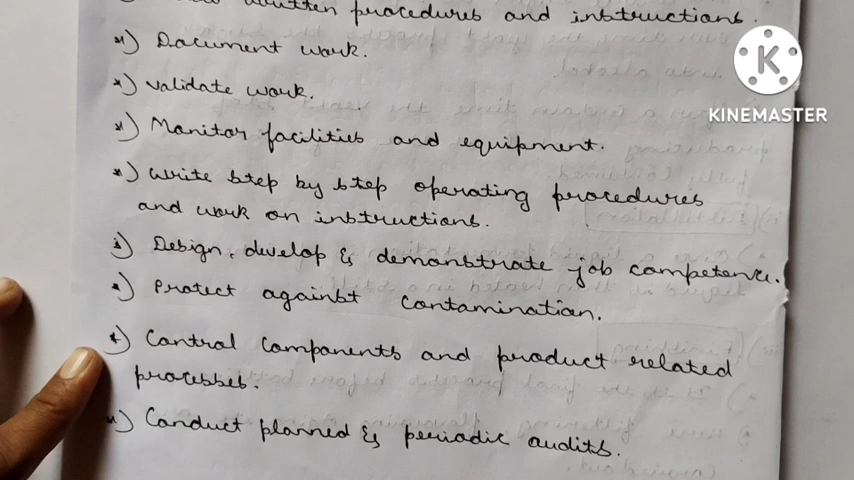 written procedures and instructions.
*) Document work.
*) validate work.
*) Monitor facilities and equipment.
*) write step by step operating procedures
and work on instructions.
*) Design, develop & demonstrate job competence.
*) Protect against contamination.
*) Control components and product related
processes.
*) Conduct planned & periodic audits.
K
KINEMASTER